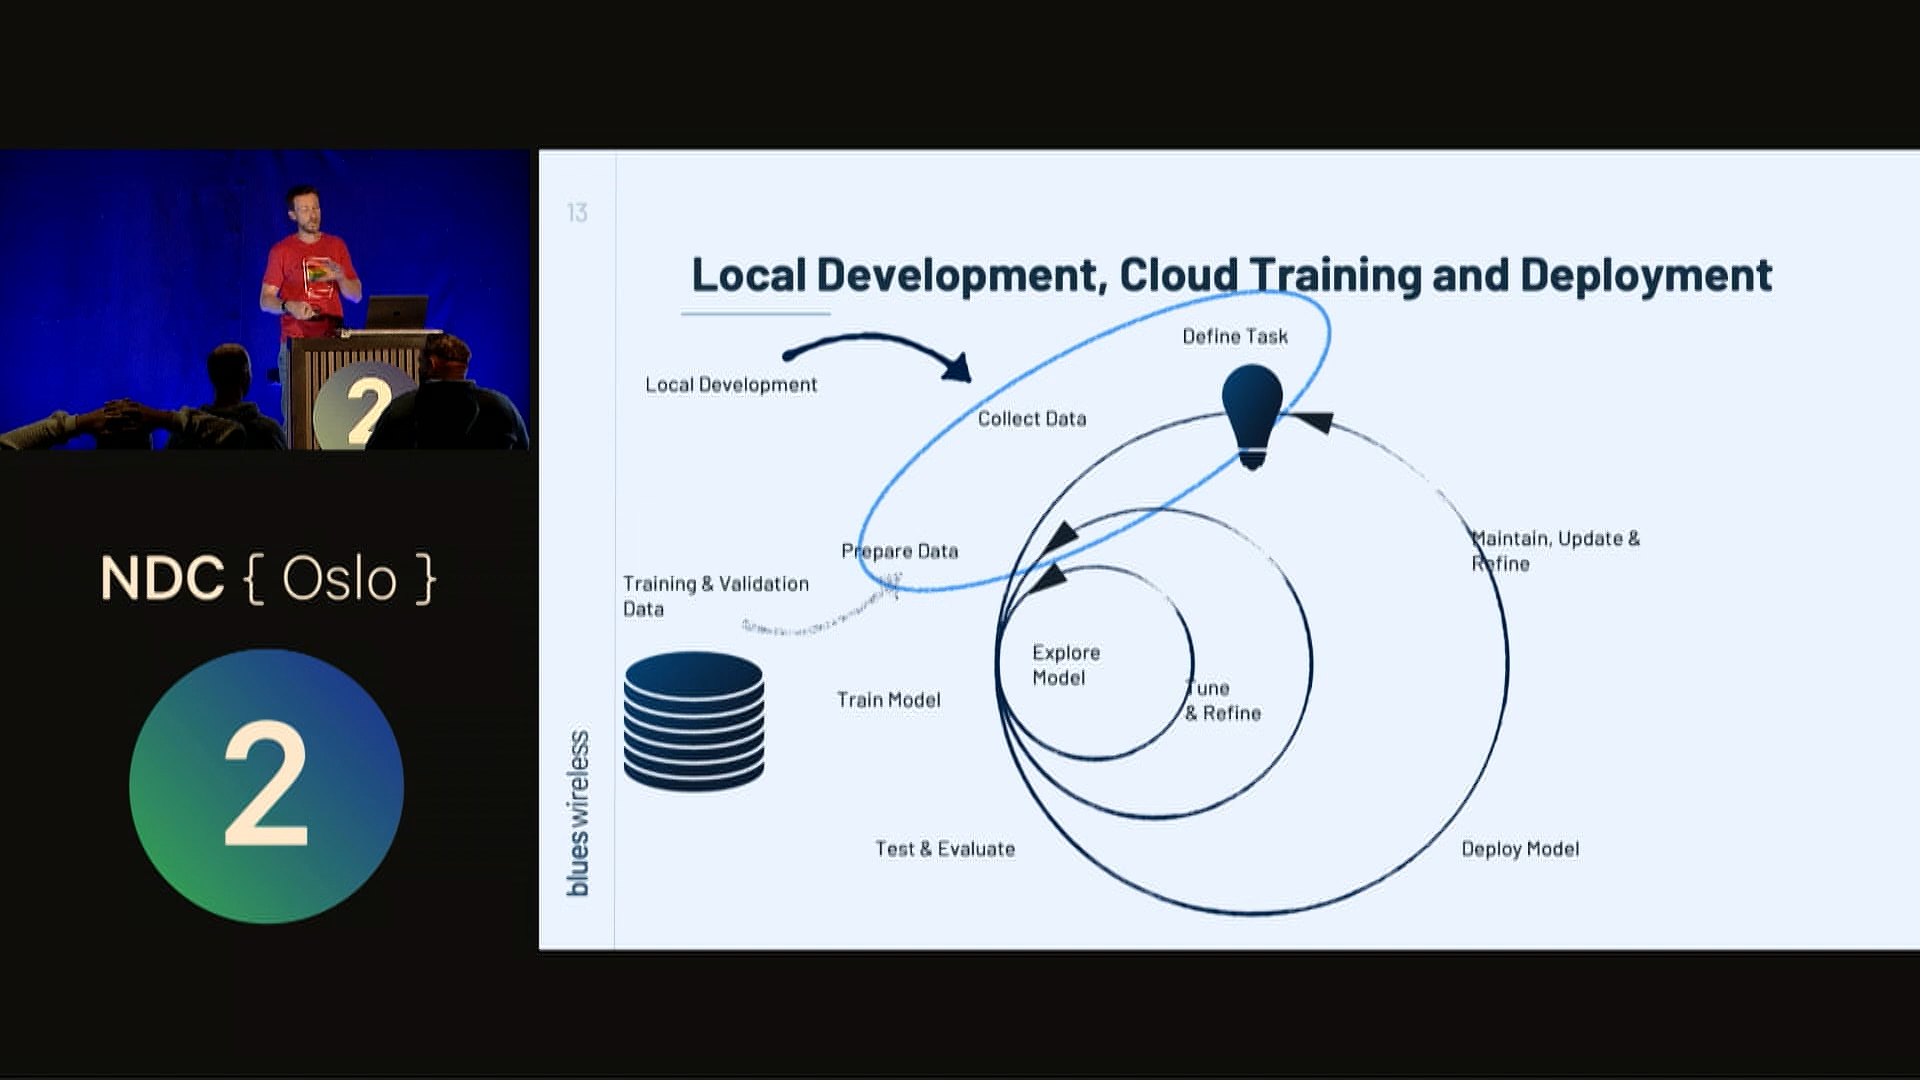 13
Local Development, Cloud Training and Deployment
Define Task
Local Development
Collect Data
Maintain, Update &
Refine
Prepare Data
Training & Validation
Data
Explore
Model
Tune
& Refine
Train Model
Test & Evaluate
Deploy Model
blues wireless
2
NDC { Oslo }
2